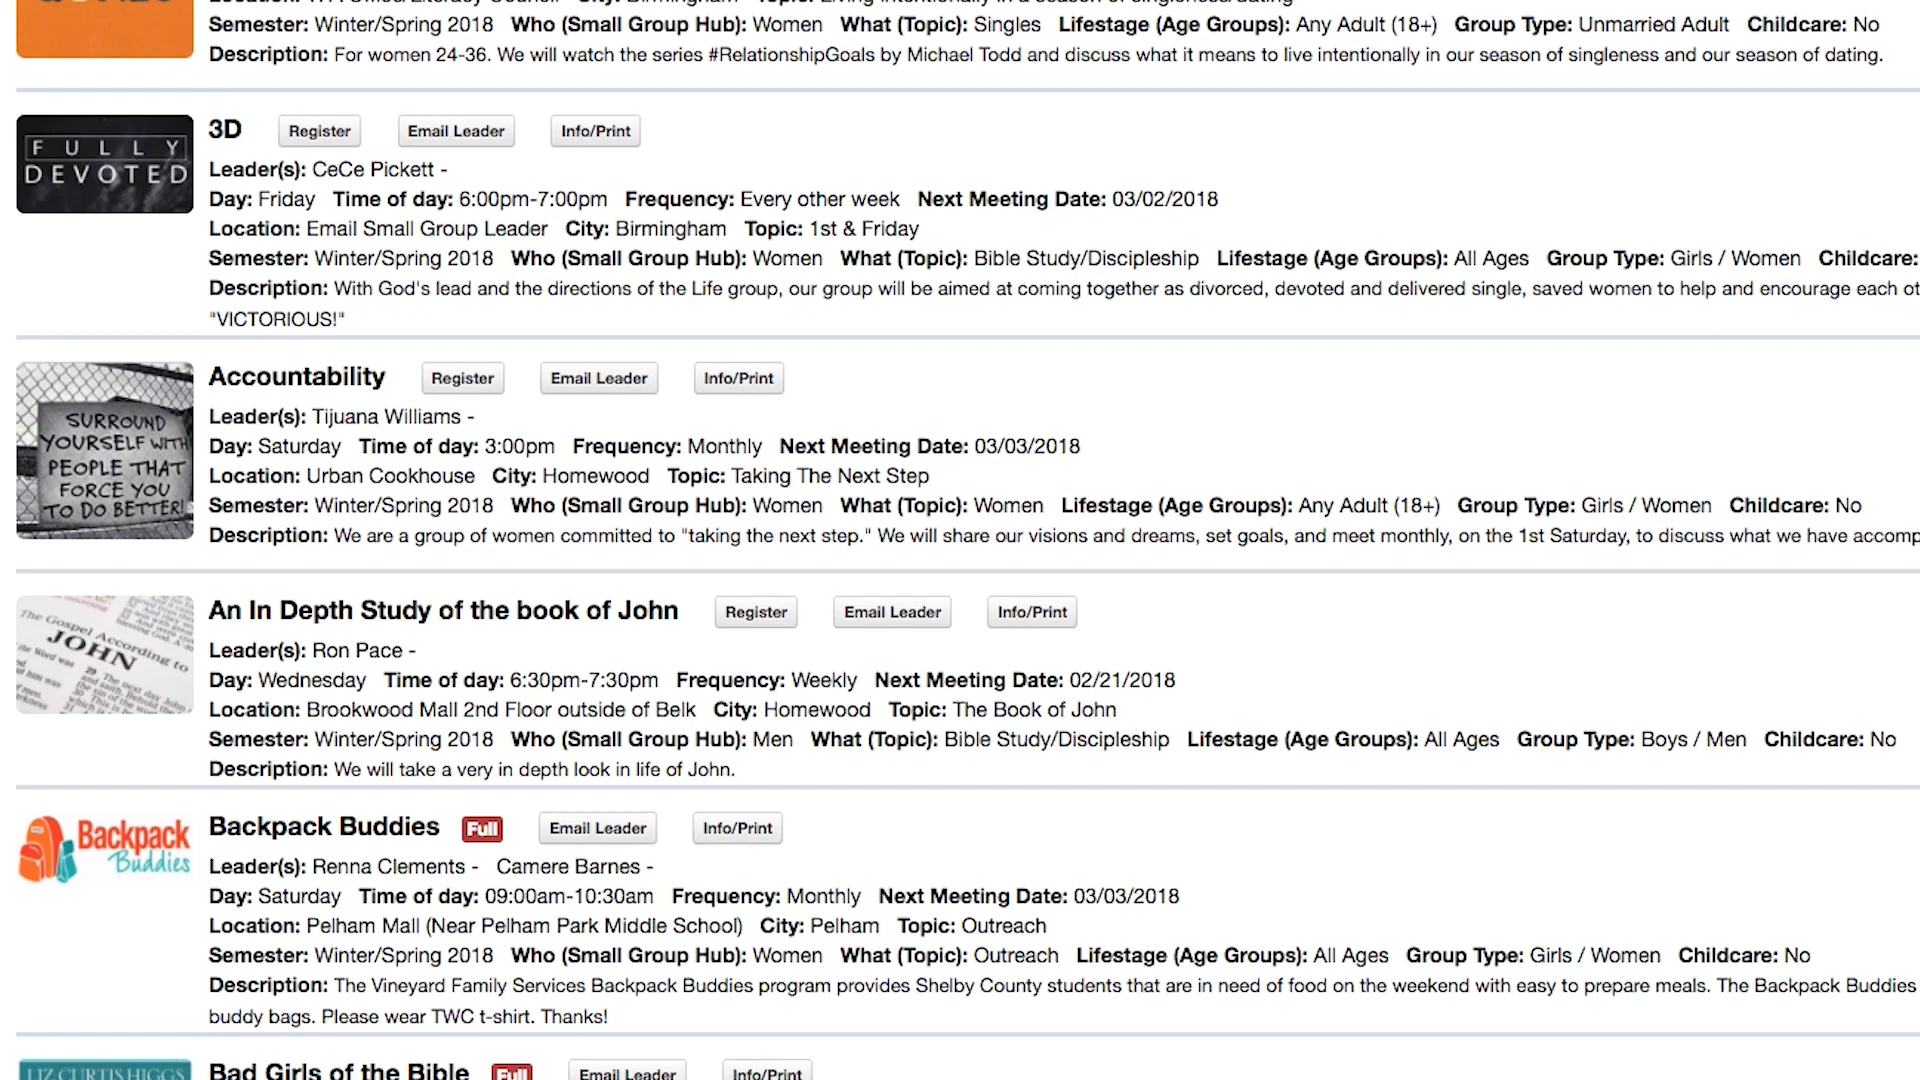 Semester: Winter/Spring 2018 Who (Small Group Hub): Women What (Topic): Singles Lifestage (Age Groups): Any Adult (18+) Group Type: Unmarried Adult Childcare: No
Description: For women 24-36. We will watch the series #RelationshipGoals by Michael Todd and discuss what it means to live intentionally in our season of singleness and our season of dating.
FULLY
DEVOTED
3D Register Email Leader Info/Print
Leader(s): CeCe Pickett -
Day: Friday Time of day: 6:00pm-7:00pm Frequency: Every other week Next Meeting Date: 03/02/2018
Location: Email Small Group Leader City: Birmingham Topic: 1st & Friday
Semester: Winter/Spring 2018 Who (Small Group Hub): Women What (Topic): Bible Study/Discipleship Lifestage (Age Groups): All Ages Group Type: Girls / Women Childcare:
Description: With God's lead and the directions of the Life group, our group will be aimed at coming together as divorced, devoted and delivered single, saved women to help and encourage each ot
"VICTORIOUS!"
SURROUND
YOURSELF WITH
PEOPLE THAT
FORCE YOU
TO DO BETTER!
Accountability Register Email Leader Info/Print
Leader(s): Tijuana Williams -
Day: Saturday Time of day: 3:00pm Frequency: Monthly Next Meeting Date: 03/03/2018
Location: Urban Cookhouse City: Homewood Topic: Taking The Next Step
Semester: Winter/Spring 2018 Who (Small Group Hub): Women What (Topic): Women Lifestage (Age Groups): Any Adult (18+) Group Type: Girls / Women Childcare: No
Description: We are a group of women committed to "taking the next step." We will share our visions and dreams, set goals, and meet monthly, on the 1st Saturday, to discuss what we have accomp
The Gospel According to
JOHN
An In Depth Study of the book of John Register Email Leader Info/Print
Leader(s): Ron Pace -
Day: Wednesday Time of day: 6:30pm-7:30pm Frequency: Weekly Next Meeting Date: 02/21/2018
Location: Brookwood Mall 2nd Floor outside of Belk City: Homewood Topic: The Book of John
Semester: Winter/Spring 2018 Who (Small Group Hub): Men What (Topic): Bible Study/Discipleship Lifestage (Age Groups): All Ages Group Type: Boys / Men Childcare: No
Description: We will take a very in depth look in life of John.
Backpack
Buddies
Backpack Buddies Full Email Leader Info/Print
Leader(s): Renna Clements - Camere Barnes -
Day: Saturday Time of day: 09:00am-10:30am Frequency: Monthly Next Meeting Date: 03/03/2018
Location: Pelham Mall (Near Pelham Park Middle School) City: Pelham Topic: Outreach
Semester: Winter/Spring 2018 Who (Small Group Hub): Women What (Topic): Outreach Lifestage (Age Groups): All Ages Group Type: Girls / Women Childcare: No
Description: The Vineyard Family Services Backpack Buddies program provides Shelby County students that are in need of food on the weekend with easy to prepare meals. The Backpack Buddies
buddy bags. Please wear TWC t-shirt. Thanks!
LIZ CURTIS HIGGS
Bad Girls of the Bible Full Email Leader Info/Print